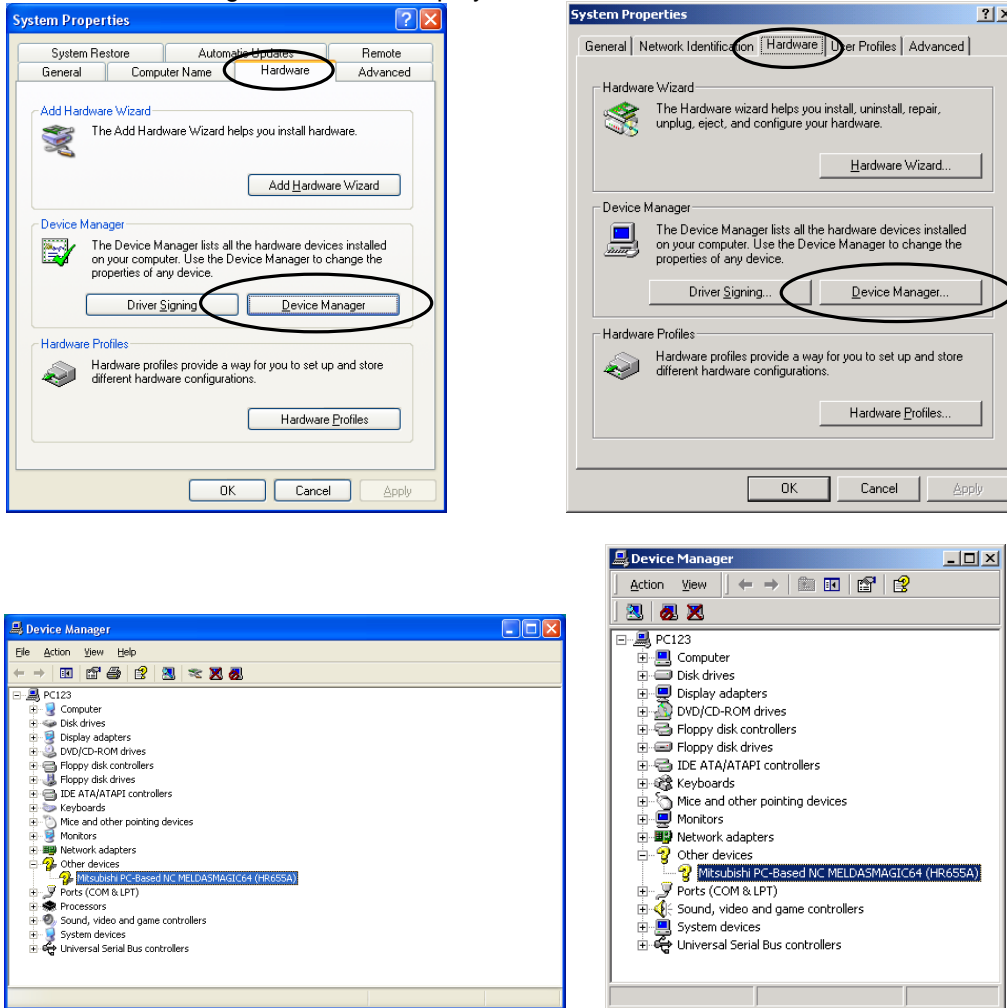 System Properties
System Restore Automatic Updates Remote
General Computer Name Hardware Advanced
Add Hardware Wizard
The Add Hardware Wizard helps you install hardware.
Add Hardware Wizard
Device Manager
The Device Manager lists all the hardware devices installed
on your computer. Use the Device Manager to change the
properties of any device.
Driver Signing Device Manager
Hardware Profiles
Hardware profiles provide a way for you to set up and store
different hardware configurations.
Hardware Profiles
OK Cancel Apply
System Properties
General Network Identification Hardware User Profiles Advanced
Hardware Wizard
The Hardware wizard helps you install, uninstall, repair,
unplug, eject, and configure your hardware.
Hardware Wizard...
Device Manager
The Device Manager lists all the hardware devices installed
on your computer. Use the Device Manager to change the
properties of any device.
Driver Signing... Device Manager...
Hardware Profiles
Hardware profiles provide a way for you to set up and store
different hardware configurations.
Hardware Profiles...
OK Cancel Apply
Device Manager
File Action View Help
PC123
Computer
Disk drives
Display adapters
DVD/CD-ROM drives
Floppy disk controllers
Floppy disk drives
IDE ATA/ATAPI controllers
Keyboards
Mice and other pointing devices
Monitors
Network adapters
Other devices
Mitsubishi PC-Based NC MELDASMAGIC64 (HR655A)
Ports (COM & LPT)
Processors
Sound, video and game controllers
System devices
Universal Serial Bus controllers
Device Manager
Action View
PC123
Computer
Disk drives
Display adapters
DVD/CD-ROM drives
Floppy disk controllers
Floppy disk drives
IDE ATA/ATAPI controllers
Keyboards
Mice and other pointing devices
Monitors
Network adapters
Other devices
Mitsubishi PC-Based NC MELDASMAGIC64 (HR655A)
Ports (COM & LPT)
Sound, video and game controllers
System devices
Universal Serial Bus controllers